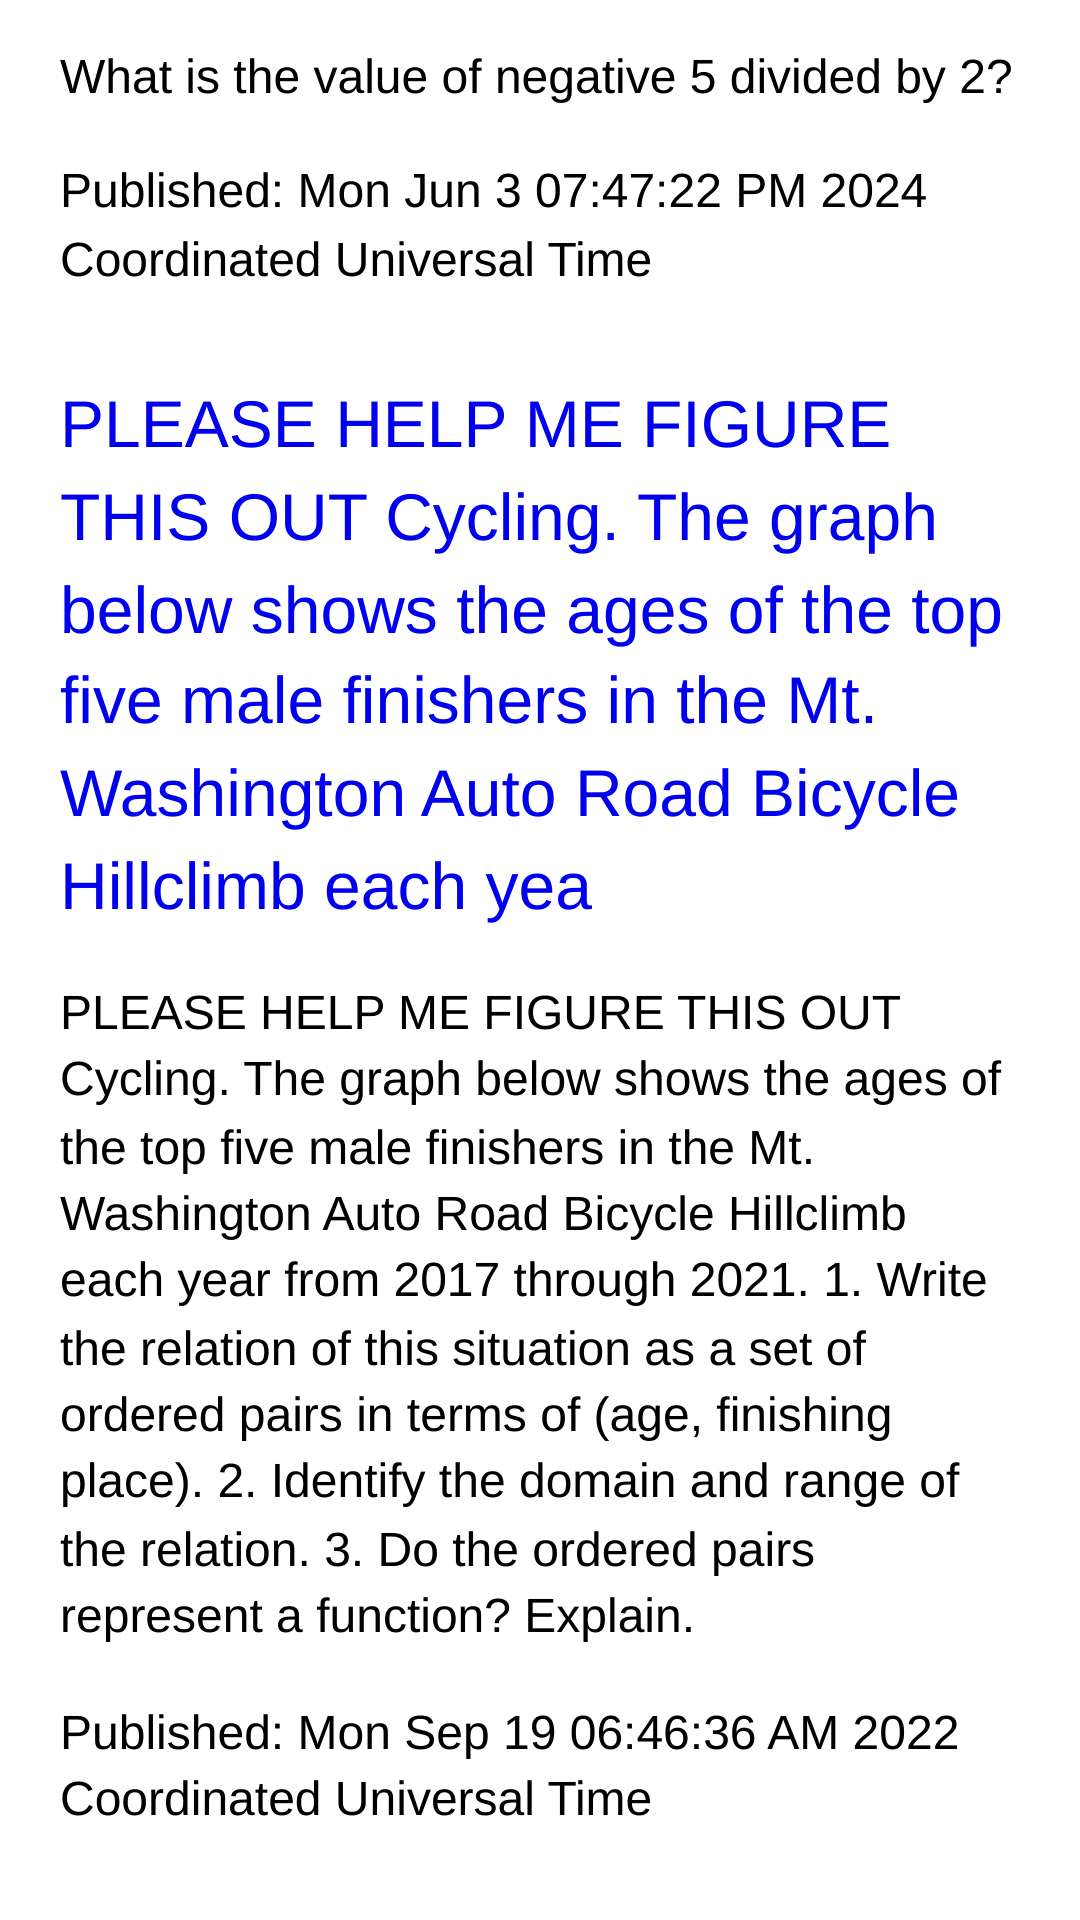 What is the value of negative 5 divided by 2?
Published: Mon Jun 3 07:47:22 PM 2024
Coordinated Universal Time
PLEASE HELP ME FIGURE
THIS OUT Cycling. The graph
below shows the ages of the top
five male finishers in the Mt.
Washington Auto Road Bicycle
Hillclimb each yea
PLEASE HELP ME FIGURE THIS OUT
Cycling. The graph below shows the ages of
the top five male finishers in the Mt.
Washington Auto Road Bicycle Hillclimb
each year from 2017 through 2021. 1. Write
the relation of this situation as a set of
ordered pairs in terms of (age, finishing
place). 2. Identify the domain and range of
the relation. 3. Do the ordered pairs
represent a function? Explain.
Published: Mon Sep 19 06:46:36 AM 2022
Coordinated Universal Time